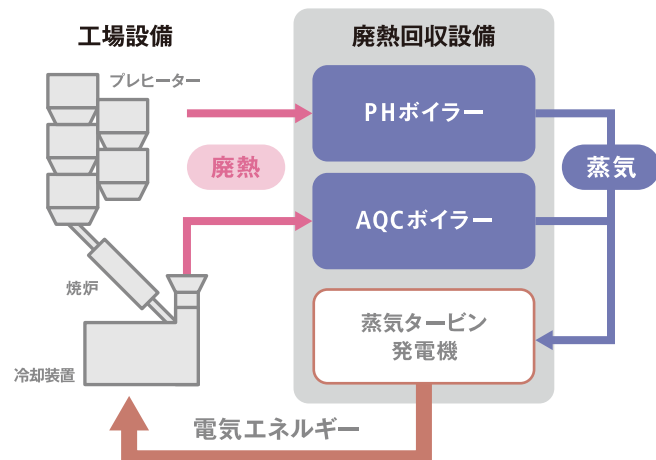 工場設備
廃熱回収設備
プレヒーター
PHボイラー
廃熱
蒸気
AQCボイラー
焼炉
蒸気タービン
発電機
冷却装置
電気エネルギー